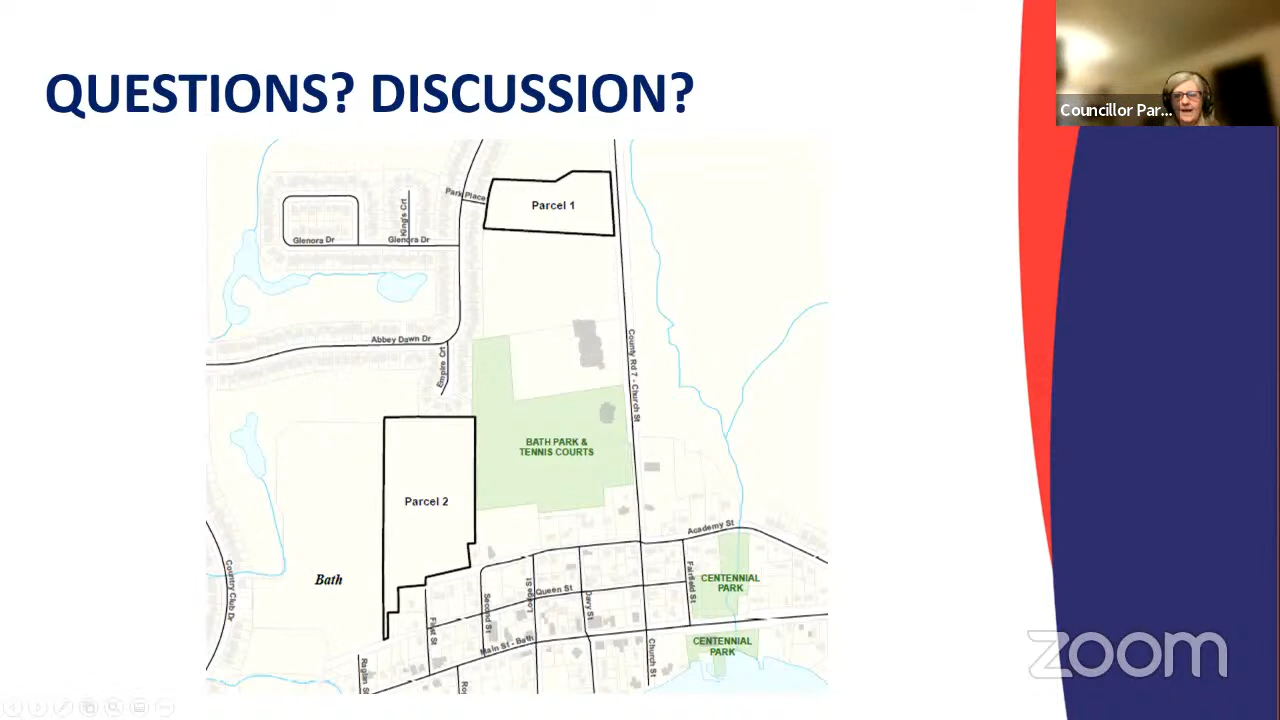 QUESTIONS? DISCUSSION?
Councillor Par...
Park Place
Parcel 1
King's Crt
Glenora Dr
Glenora Dr
Abbey Dawn Dr
Empire Crt
County Rd 7 - Church St
BATH PARK &
TENNIS COURTS
Parcel 2
Academy St
Bath
Country Club Dr
Fairfield St
CENTENNIAL
PARK
Queen St
Lodge St
Davy St
Second St
First St
Main St - Bath
Church St
CENTENNIAL
PARK
Raglan St
zoom